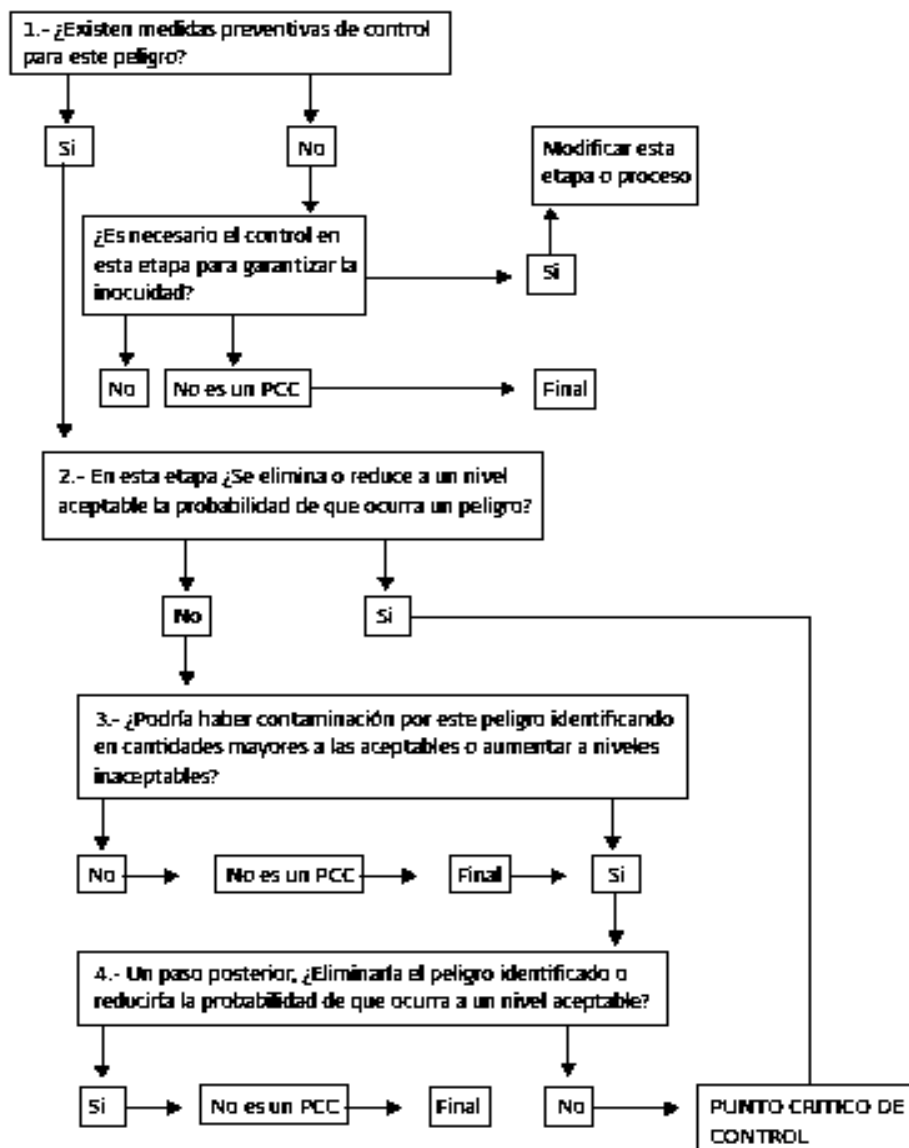 1.- ¿Existen medidas preventivas de control
para este peligro?
Si
No
Modificar esta
etapa o proceso
¿Es necesario el control en
esta etapa para garantizar la
inocuidad?
Si
No
No es un PCC
Final
2.- En esta etapa ¿Se elimina o reduce a un nivel
aceptable la probabilidad de que ocurra un peligro?
No
Si
3.- ¿Podría haber contaminación por este peligro identificando
en cantidades mayores a las aceptables o aumentar a niveles
inaceptables?
No
No es un PCC
Final
Si
4.- Un paso posterior, ¿Eliminaría el peligro identificado o
reduciría la probabilidad de que ocurra a un nivel aceptable?
Si
No es un PCC
Final
No
PUNTO CRITICO DE
CONTROL